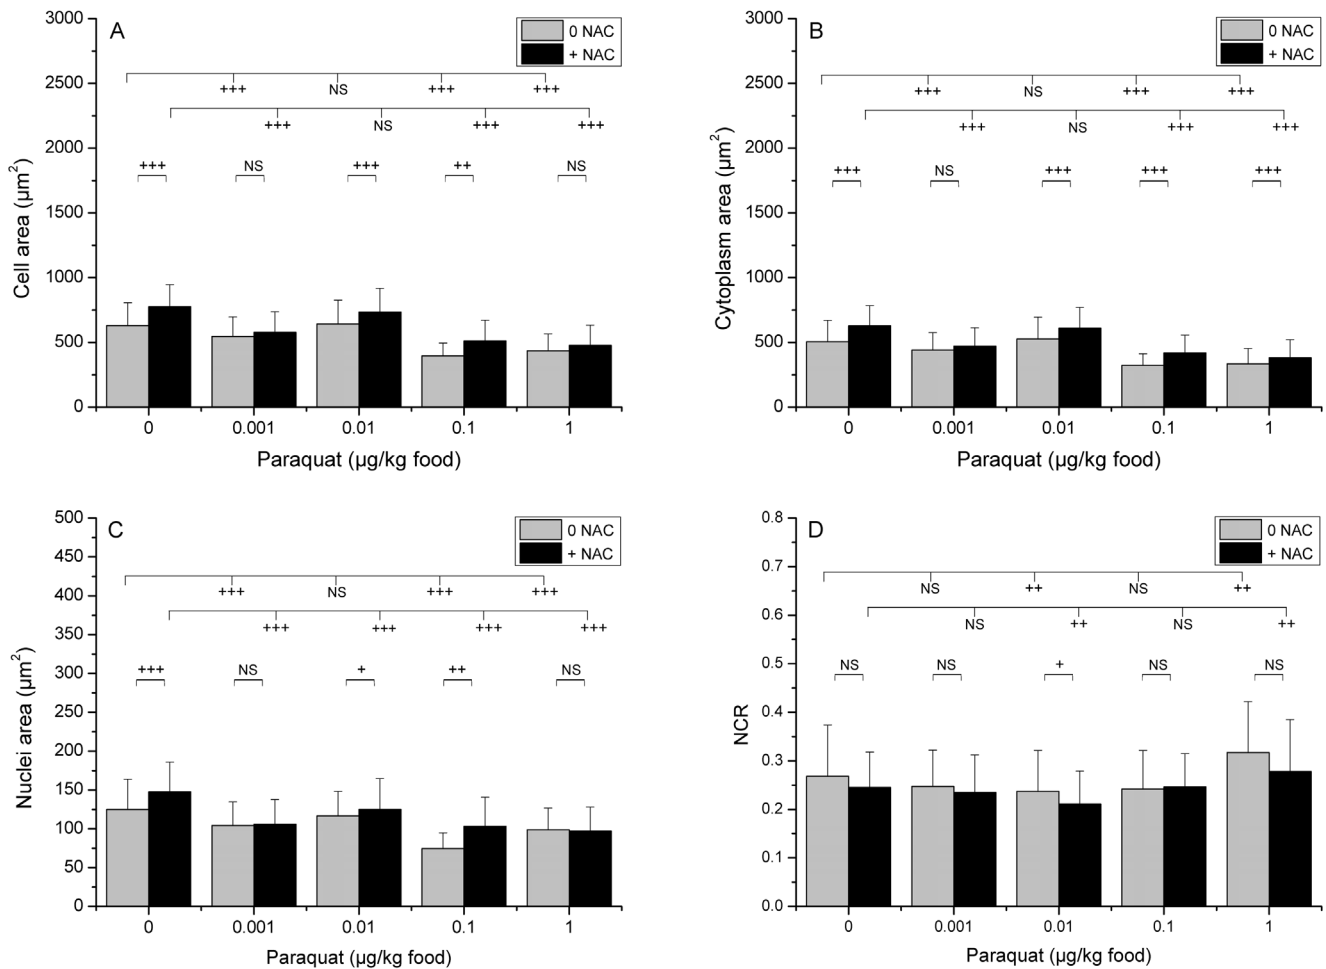 A
0 NAC
+ NAC
3000
2500
2000
1500
1000
500
0
Cell area (µm²)
+++ NS +++ +++
+++ NS +++ +++
+++ NS +++ ++ NS
0 0.001 0.01 0.1 1
Paraquat (µg/kg food)
B
0 NAC
+ NAC
3000
2500
2000
1500
1000
500
0
Cytoplasm area (µm²)
+++ NS +++ +++
+++ NS +++ +++
+++ NS +++ +++ +++
0 0.001 0.01 0.1 1
Paraquat (µg/kg food)
C
0 NAC
+ NAC
500
450
400
350
300
250
200
150
100
50
0
Nuclei area (µm²)
+++ NS +++ +++
+++ +++ +++ +++
+++ NS + ++ NS
0 0.001 0.01 0.1 1
Paraquat (µg/kg food)
D
0 NAC
+ NAC
0.8
0.7
0.6
0.5
0.4
0.3
0.2
0.1
0.0
NCR
NS ++ NS ++
NS ++ NS ++
NS NS + NS NS
0 0.001 0.01 0.1 1
Paraquat (µg/kg food)